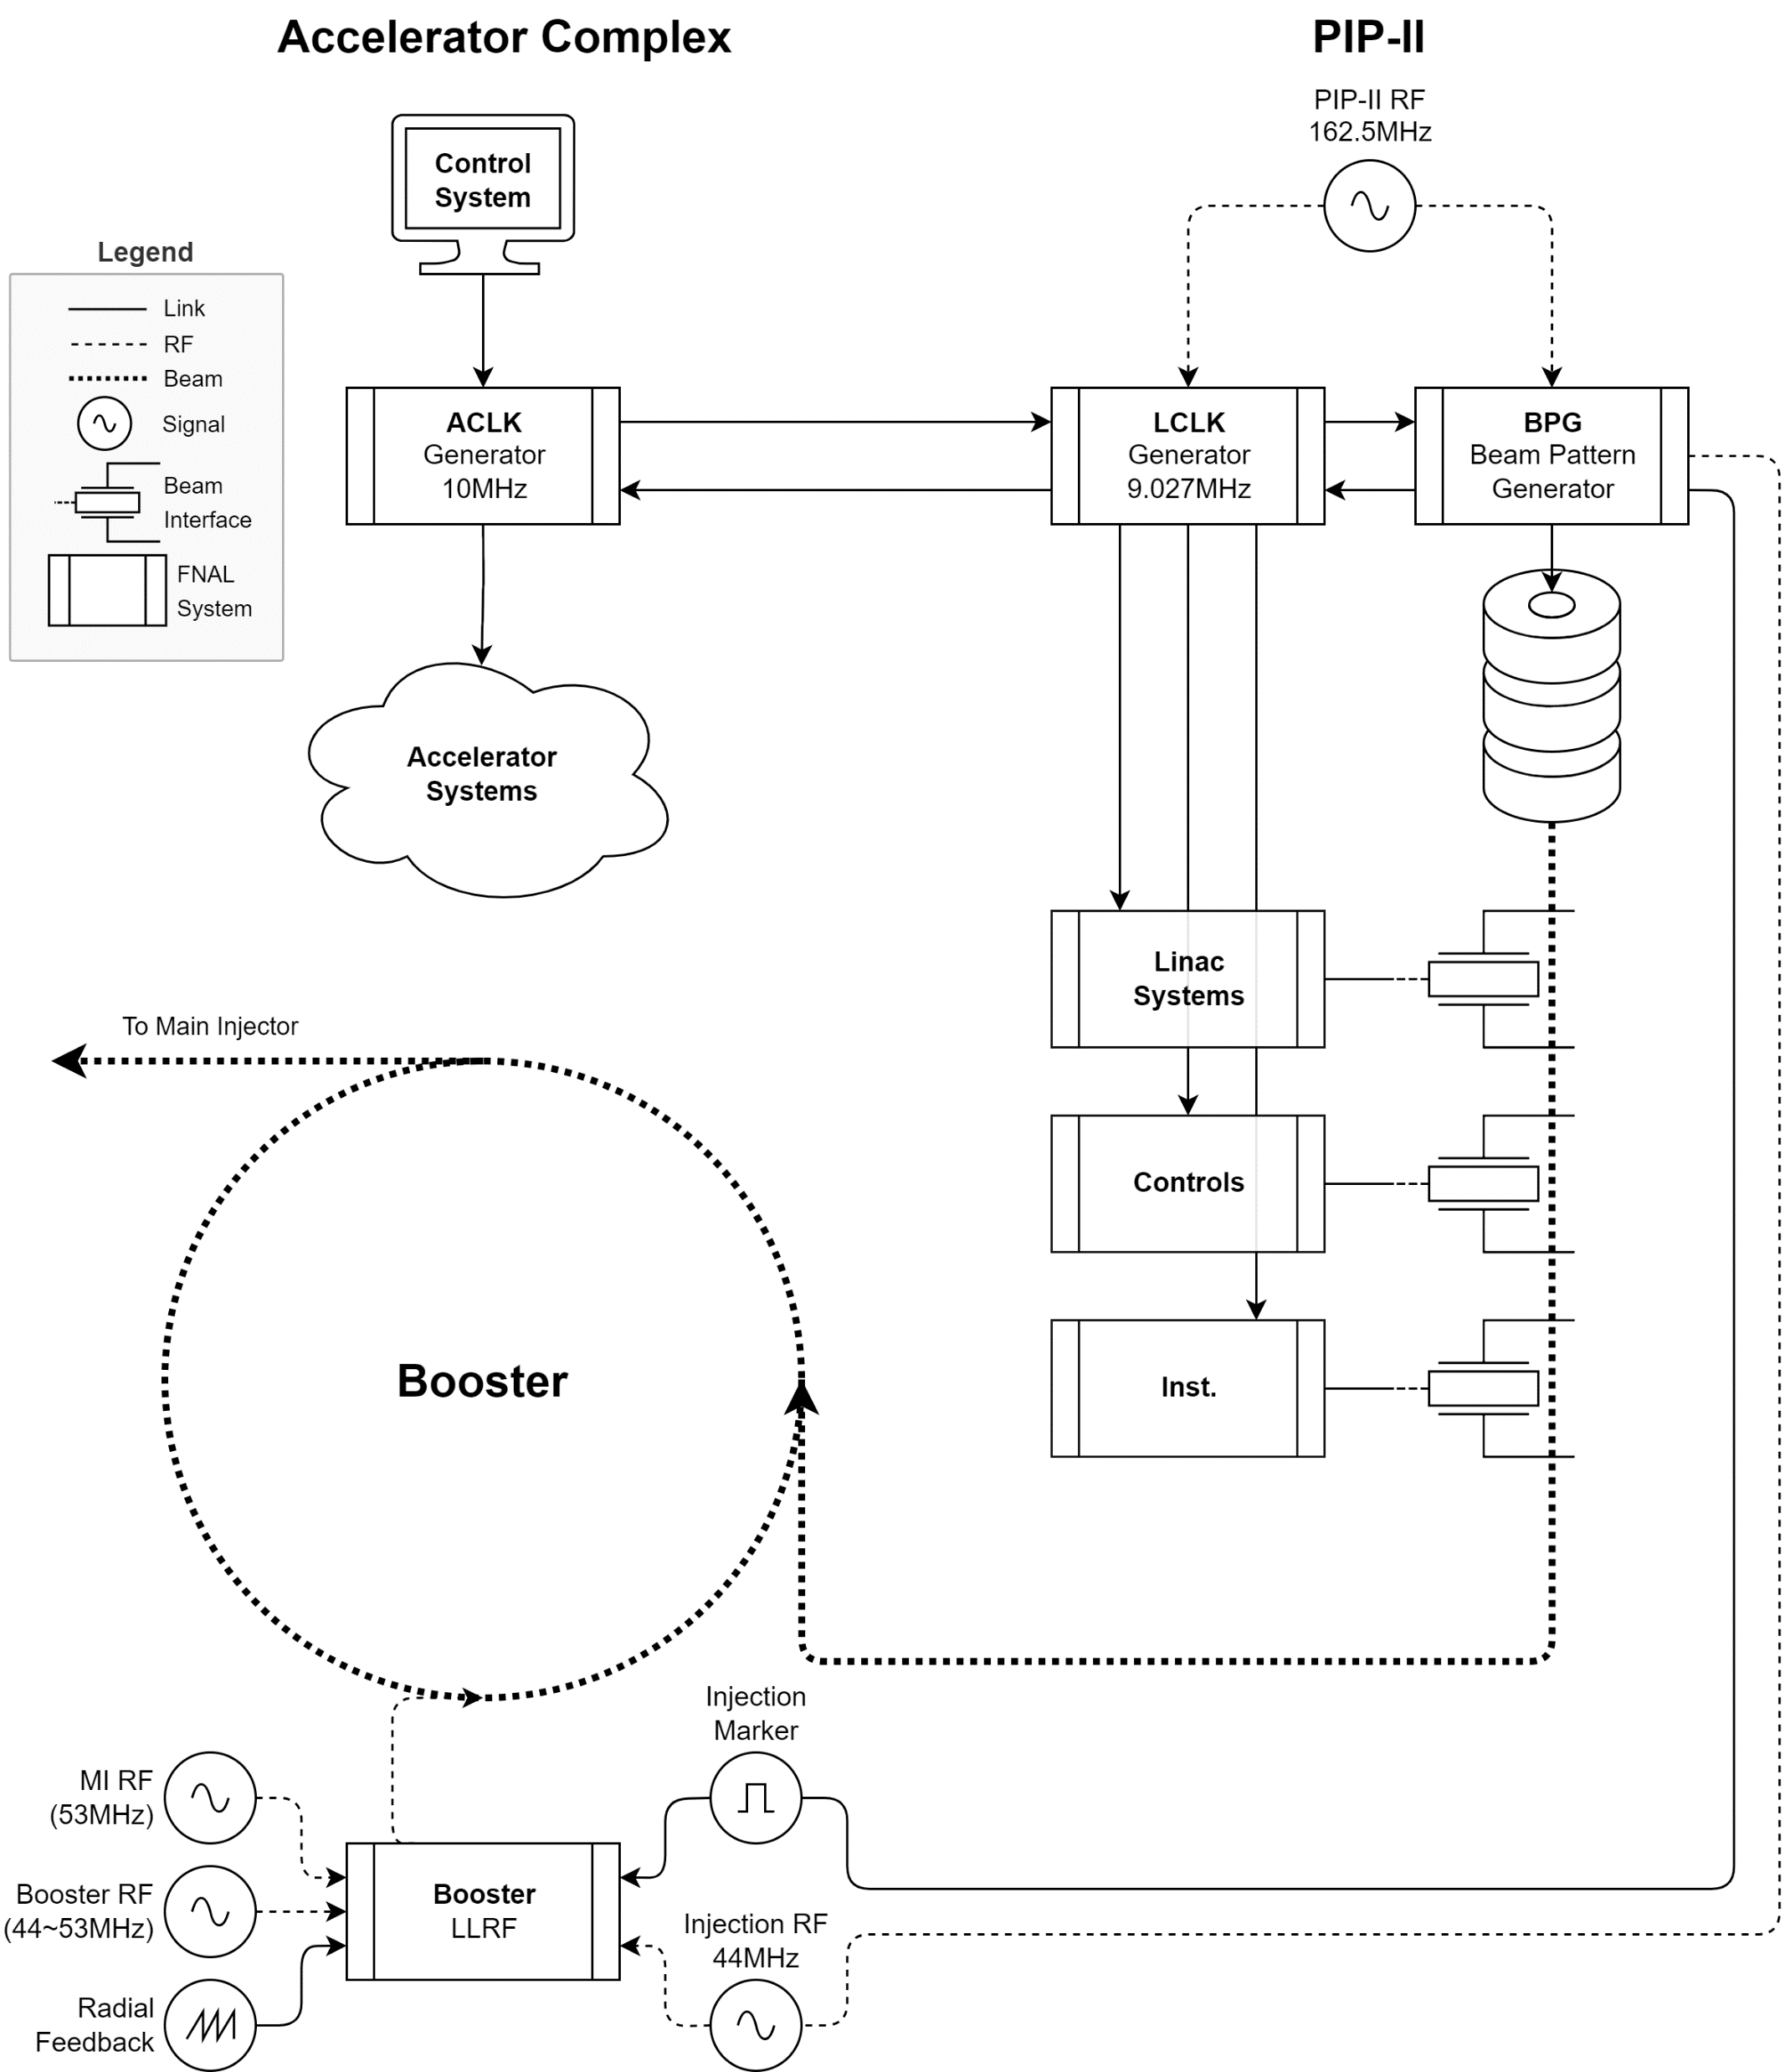 Accelerator Complex
PIP-II
PIP-II RF
162.5MHz
Control
System
Legend
Link
RF
Beam
Signal
Beam
Interface
FNAL
System
ACLK
Generator
10MHz
LCLK
Generator
9.027MHz
BPG
Beam Pattern
Generator
Accelerator
Systems
Linac
Systems
To Main Injector
Controls
Booster
Inst.
Injection
Marker
MI RF
(53MHz)
Booster RF
(44~53MHz)
Booster
LLRF
Injection RF
44MHz
Radial
Feedback